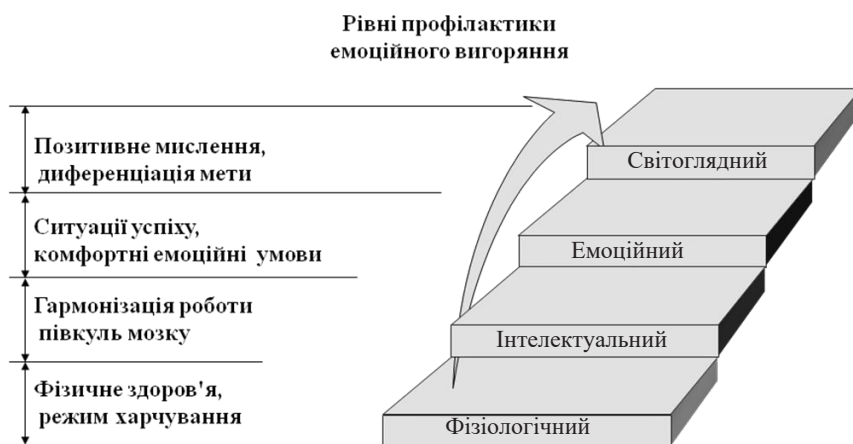 Рівні профілактики
емоційного вигоряння
Позитивне мислення,
диференціація мети
Світоглядний
Ситуації успіху,
комфортні емоційні умови
Емоційний
Гармонізація роботи
півкуль мозку
Інтелектуальний
Фізичне здоров'я,
режим харчування
Фізіологічний